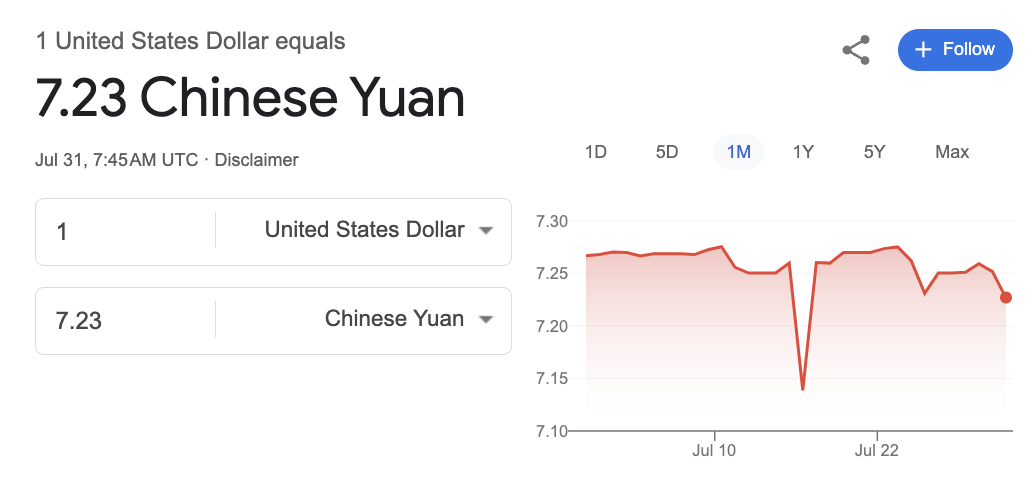 1 United States Dollar equals
7.23 Chinese Yuan
Jul 31, 7:45 AM UTC · Disclaimer
1
United States Dollar
7.23
Chinese Yuan
+ Follow
1D 5D 1M 1Y 5Y Max
7.30
7.25
7.20
7.15
7.10
Jul 10 Jul 22